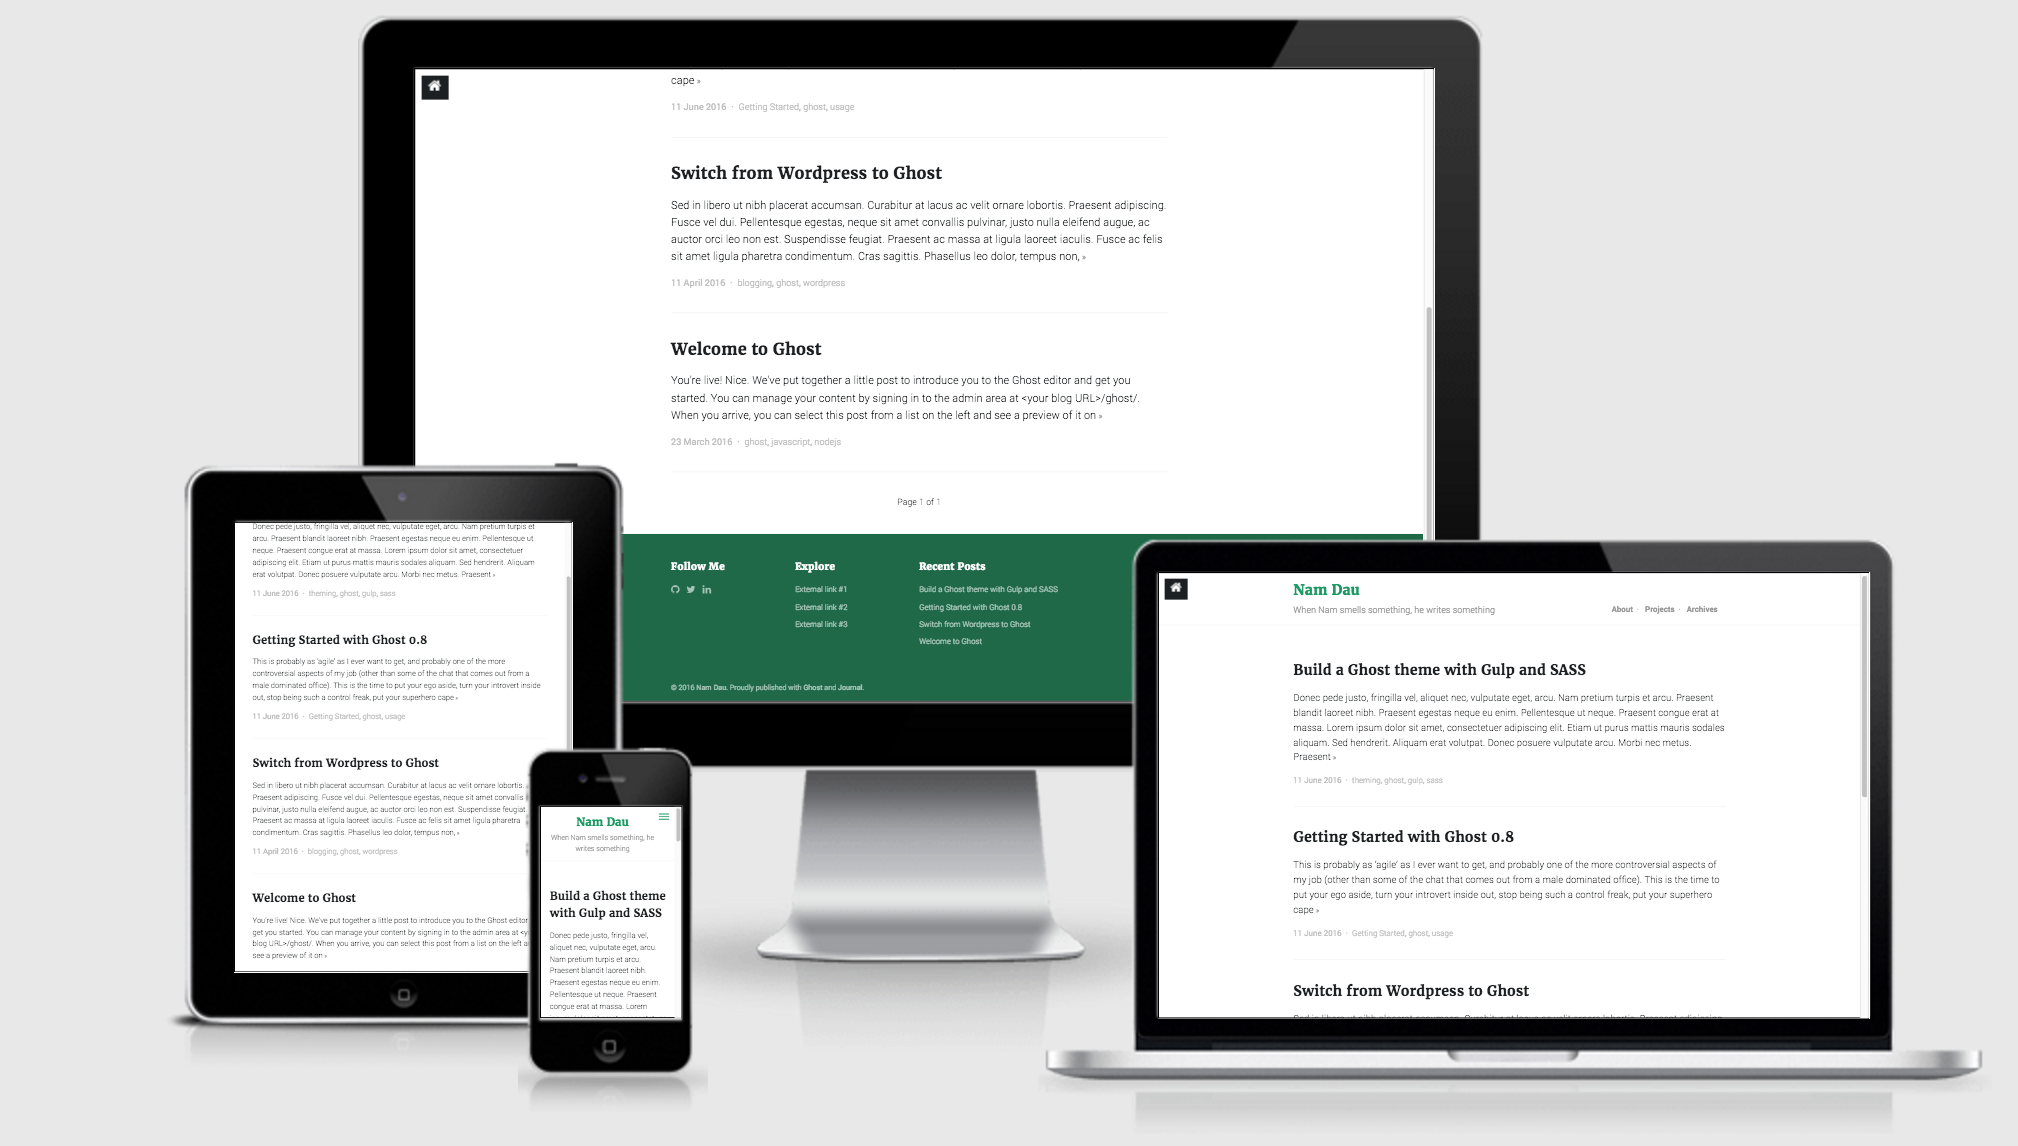 cape »
11 June 2016 · Getting Started, ghost, usage
Switch from Wordpress to Ghost
Sed in libero ut nibh placerat accumsan. Curabitur at lacus ac velit ornare lobortis. Praesent adipiscing.
Fusce vel dui. Pellentesque egestas, neque sit amet convallis pulvinar, justo nulla eleifend augue, ac
auctor orci leo non est. Suspendisse feugiat. Praesent ac massa at ligula laoreet iaculis. Fusce ac felis
sit amet ligula pharetra condimentum. Cras sagittis. Phasellus leo dolor, tempus non, »
11 April 2016 · blogging, ghost, wordpress
Welcome to Ghost
You're live! Nice. We've put together a little post to introduce you to the Ghost editor and get you
started. You can manage your content by signing in to the admin area at <your blog URL>/ghost/.
When you arrive, you can select this post from a list on the left and see a preview of it on »
23 March 2016 · ghost, javascript, nodejs
Page 1 of 1
Follow Me
Explore
External link #1
External link #2
External link #3
Recent Posts
Build a Ghost theme with Gulp and SASS
Getting Started with Ghost 0.8
Switch from Wordpress to Ghost
Welcome to Ghost
© 2016 Nam Dau. Proudly published with Ghost and Journal.
Donec pede justo, fringilla vel, aliquet nec, vulputate eget, arcu. Nam pretium turpis et
arcu. Praesent blandit laoreet nibh. Praesent egestas neque eu enim. Pellentesque ut
neque. Praesent congue erat at massa. Lorem ipsum dolor sit amet, consectetuer
adipiscing elit. Etiam ut purus mattis mauris sodales aliquam. Sed hendrerit. Aliquam
erat volutpat. Donec posuere vulputate arcu. Morbi nec metus. Praesent »
11 June 2016 · theming, ghost, gulp, sass
Getting Started with Ghost 0.8
This is probably as 'agile' as I ever want to get, and probably one of the more
controversial aspects of my job (other than some of the chat that comes out from a
male dominated office). This is the time to put your ego aside, turn your introvert inside
out, stop being such a control freak, put your superhero cape »
11 June 2016 · Getting Started, ghost, usage
Switch from Wordpress to Ghost
Sed in libero ut nibh placerat accumsan. Curabitur at lacus ac velit ornare lobortis.
Praesent adipiscing. Fusce vel dui. Pellentesque egestas, neque sit amet convallis
pulvinar, justo nulla eleifend augue, ac auctor orci leo non est. Suspendisse feugiat.
Praesent ac massa at ligula laoreet iaculis. Fusce ac felis sit amet ligula pharetra
condimentum. Cras sagittis. Phasellus leo dolor, tempus non, »
11 April 2016 · blogging, ghost, wordpress
Welcome to Ghost
You're live! Nice. We've put together a little post to introduce you to the Ghost editor
get you started. You can manage your content by signing in to the admin area at <y
blog URL>/ghost/. When you arrive, you can select this post from a list on the left a
see a preview of it on »
Nam Dau
When Nam smells something, he
writes something
Build a Ghost theme
with Gulp and SASS
Donec pede justo, fringilla vel,
aliquet nec, vulputate eget, arcu.
Nam pretium turpis et arcu.
Praesent blandit laoreet nibh.
Praesent egestas neque eu enim.
Pellentesque ut neque. Praesent
congue erat at massa. Lorem
Nam Dau
When Nam smells something, he writes something
About · Projects · Archives
Build a Ghost theme with Gulp and SASS
Donec pede justo, fringilla vel, aliquet nec, vulputate eget, arcu. Nam pretium turpis et arcu. Praesent
blandit laoreet nibh. Praesent egestas neque eu enim. Pellentesque ut neque. Praesent congue erat at
massa. Lorem ipsum dolor sit amet, consectetuer adipiscing elit. Etiam ut purus mattis mauris sodales
aliquam. Sed hendrerit. Aliquam erat volutpat. Donec posuere vulputate arcu. Morbi nec metus.
Praesent »
11 June 2016 · theming, ghost, gulp, sass
Getting Started with Ghost 0.8
This is probably as 'agile' as I ever want to get, and probably one of the more controversial aspects of
my job (other than some of the chat that comes out from a male dominated office). This is the time to
put your ego aside, turn your introvert inside out, stop being such a control freak, put your superhero
cape »
11 June 2016 · Getting Started, ghost, usage
Switch from Wordpress to Ghost